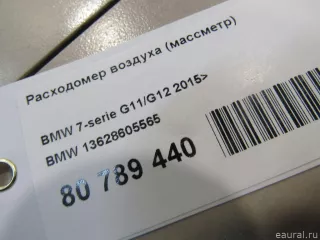 Расходомер воздуха (массметр)
BMW 7-serie G11/G12 2015>
BMW 13628605565
80 789 440
eaural.ru